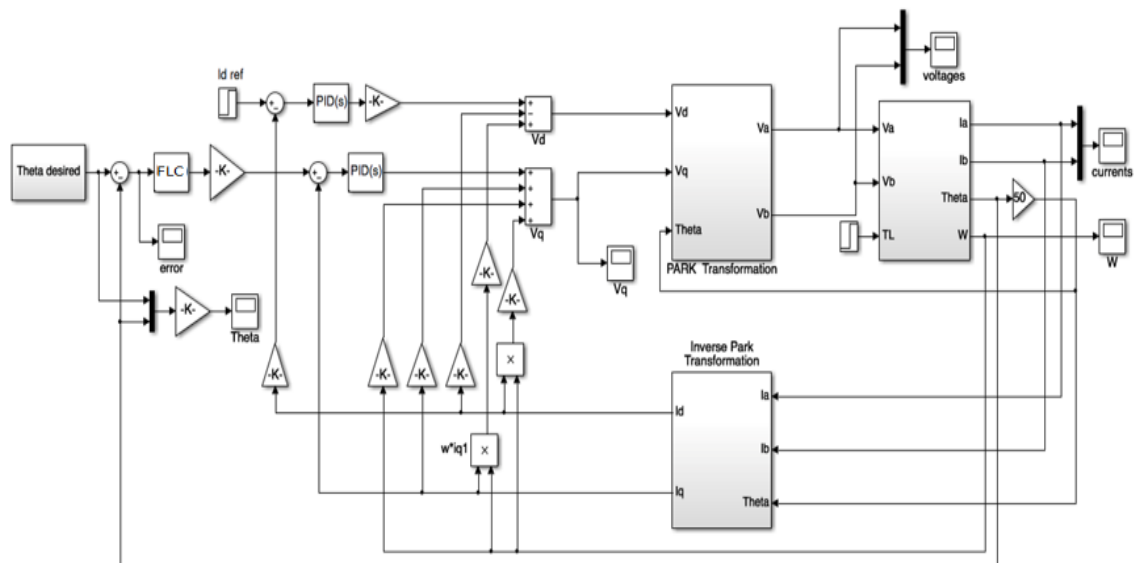 Id ref
PID(s)
-K-
+
-
+
-
+
Vd
Theta desired
+
-
FLC
-K-
+
-
PID(s)
+
+
+
+
Vq
error
-K-
Theta
Vq
-K-
-K-
Vd
Vq
Theta
Va
Vb
PARK Transformation
voltages
Va
Vb
TL
Ia
Ib
Theta
W
currents
50
W
-K-
-K-
-K-
-K-
X
w*iq1
X
Inverse Park
Transformation
Id
Iq
Ia
Ib
Theta